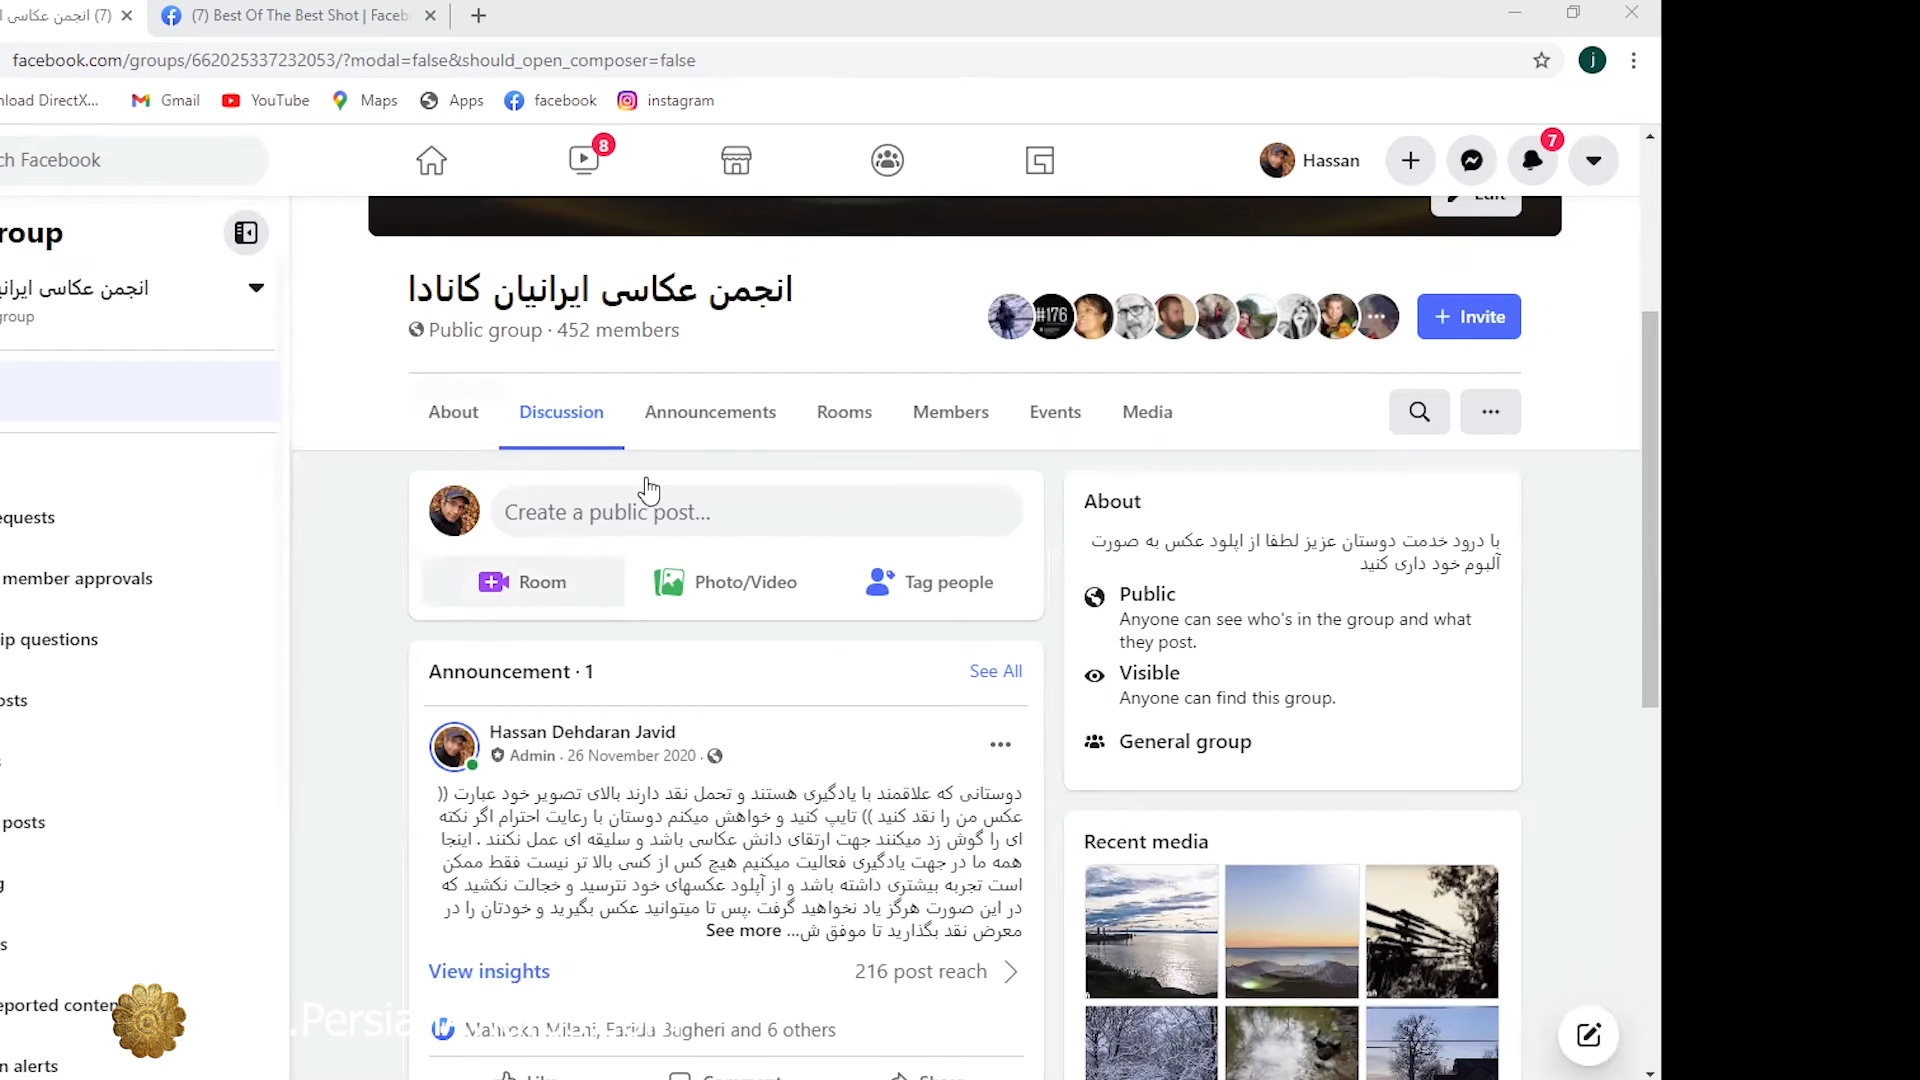 (7) انجمن عکاسی ا
(7) Best Of The Best Shot | Faceb
facebook.com/groups/662025337232053/?modal=false&should_open_composer=false
j
nload DirectX...
Gmail
YouTube
Maps
Apps
facebook
instagram
ch Facebook
8
Hassan
7
Edit
roup
انجمن عکاسی ایرانی
roup
انجمن عکاسی ایرانیان کانادا
Public group · 452 members
#176
+ Invite
About
Discussion
Announcements
Rooms
Members
Events
Media
equests
member approvals
ip questions
osts
posts
g
s
eported conten
n alerts
Create a public post...
Room
Photo/Video
Tag people
Announcement · 1
See All
Hassan Dehdaran Javid
Admin · 26 November 2020 ·
دوستانی که علاقمند با یادگیری هستند و تحمل نقد دارند بالای تصویر خود عبارت ((
عکس من را نقد کنید )) تایپ کنید و خواهش میکنم دوستان با رعایت احترام اگر نکته
ای را گوش زد میکنند جهت ارتقای دانش عکاسی باشد و سلیقه ای عمل نکنند . اینجا
همه ما در جهت یادگیری فعالیت میکنیم هیچ کس از کسی بالا تر نیست فقط ممکن
است تجربه بیشتری داشته باشد و از آپلود عکسهای خود نترسید و خجالت نکشید که
در این صورت هرگز یاد نخواهید گرفت .پس تا میتوانید عکس بگیرید و خودتان را در
معرض نقد بگذارید تا موفق ش... See more
View insights
216 post reach
Farida Bagheri and 6 others
.Persia
About
با درود خدمت دوستان عزیز لطفا از اپلود عکس به صورت
آلبوم خود داری کنید
Public
Anyone can see who's in the group and what
they post.
Visible
Anyone can find this group.
General group
Recent media